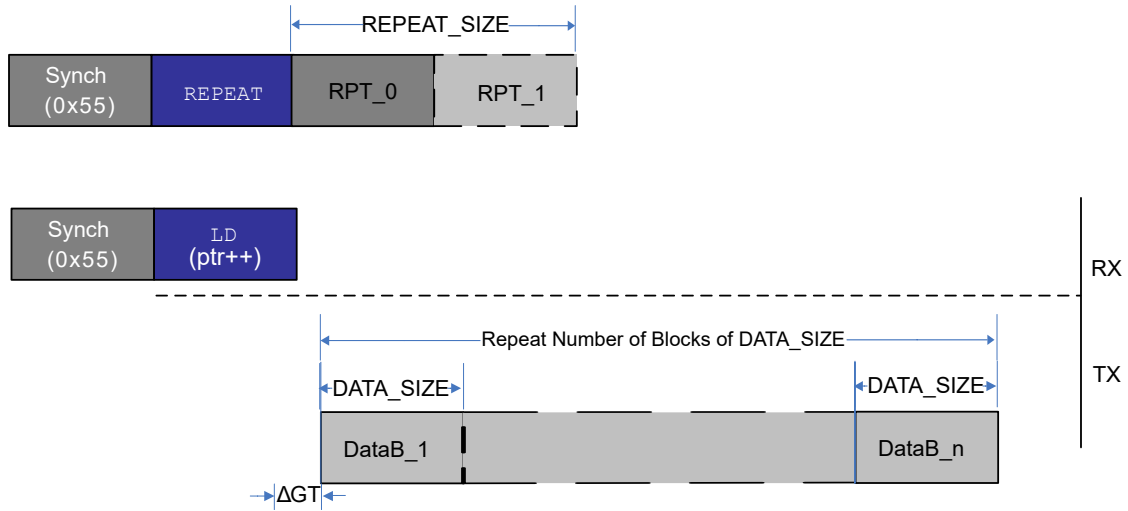 REPEAT_SIZE
Synch
(0x55)
REPEAT
RPT_0
RPT_1
Synch
(0x55)
LD
(ptr++)
RX
Repeat Number of Blocks of DATA_SIZE
DATA_SIZE
DATA_SIZE
TX
DataB_1
DataB_n
ΔGT